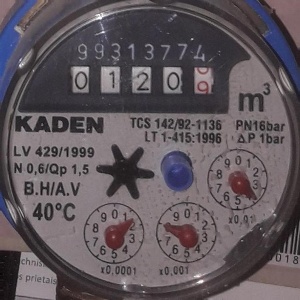 99313774
0120
KADEN
m³
TCS 142/92-1136 PN16bar
LT 1-415:1996 ΔP 1bar
LV 429/1999
N 0,6/Qp 1,5
B.H/A.V
40°C
x0,01
x0,0001
x0,001